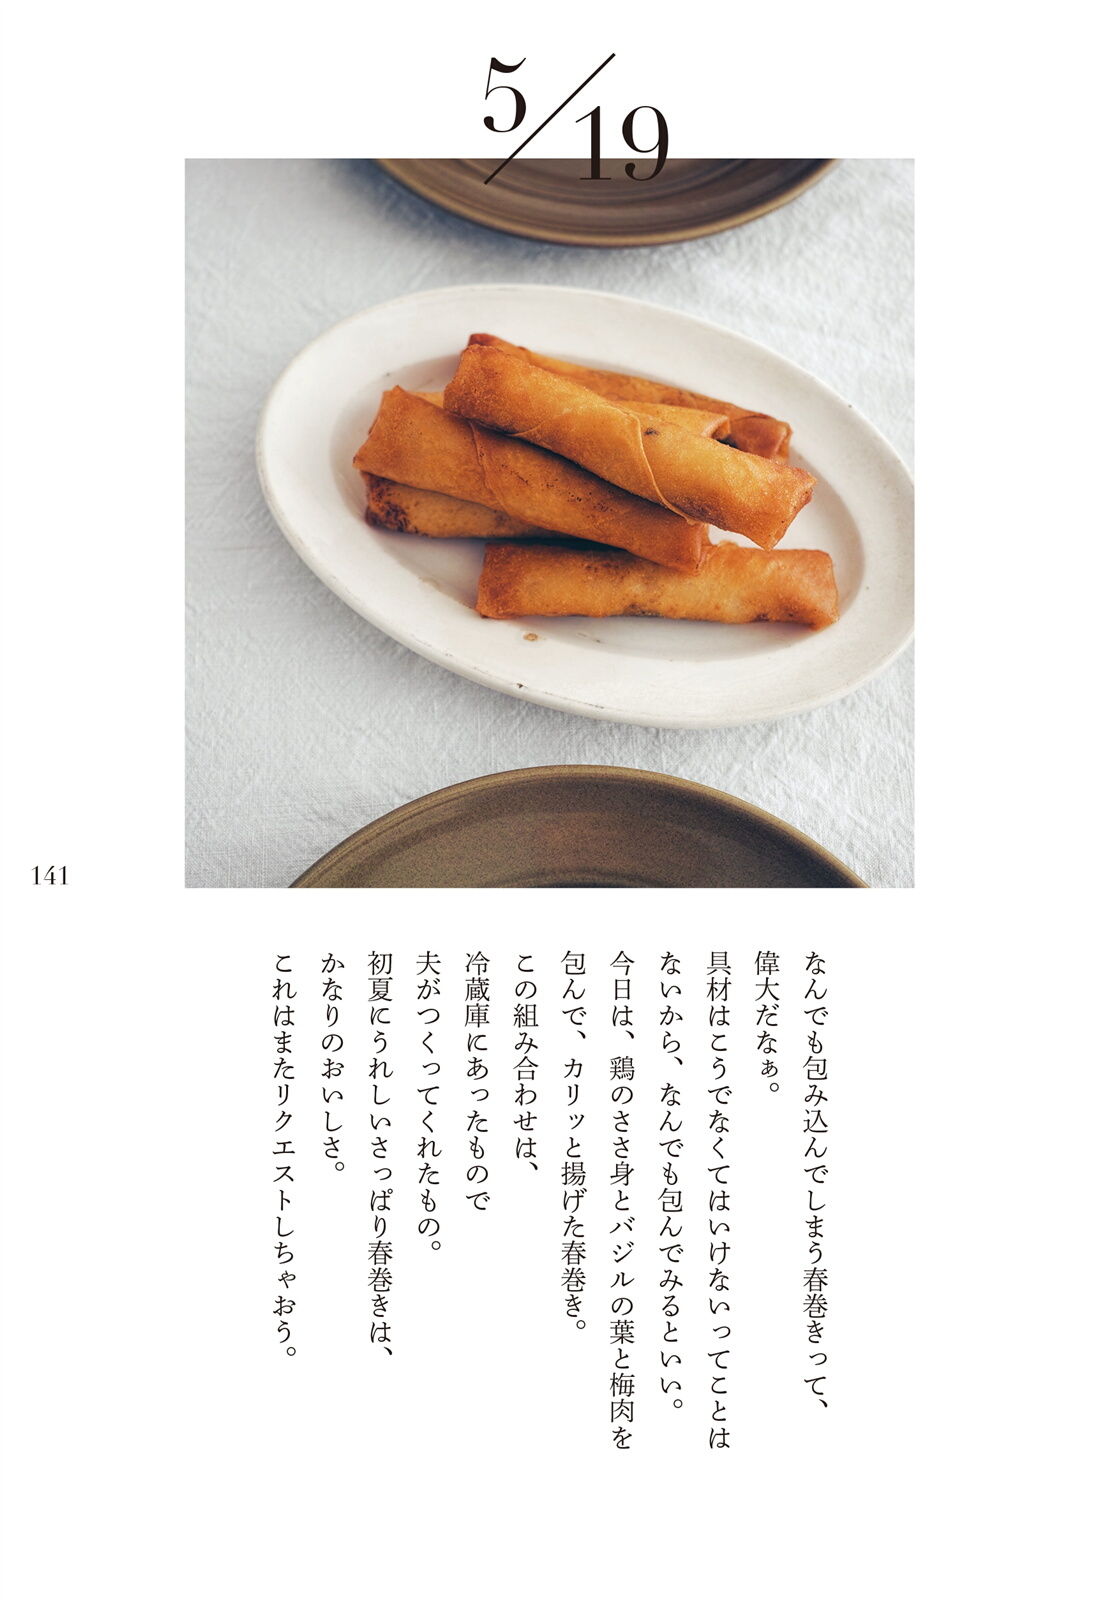 5/19
なんでも包み込んでしまう春巻きって、
偉大だなぁ。
具材はこうでなくてはいけないってことは
ないから、なんでも包んでみるといい。
今日は、鶏のささ身とバジルの葉と梅肉を
包んで、カリッと揚げた春巻き。
この組み合わせは、
冷蔵庫にあったもので
夫がつくってくれたもの。
初夏にうれしいさっぱり春巻きは、
かなりのおいしさ。
これはまたリクエストしちゃおう。
141